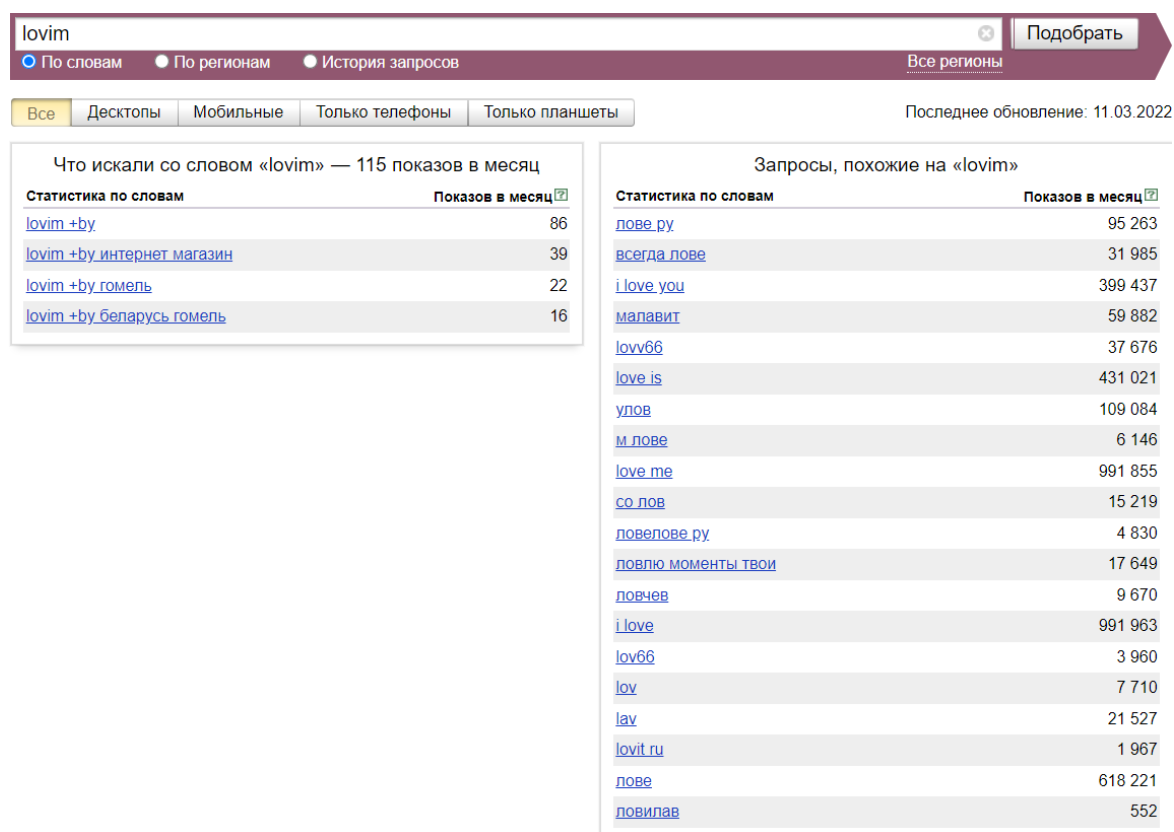 lovim Подобрать
По словам По регионам История запросов Все регионы
Все Десктопы Мобильные Только телефоны Только планшеты Последнее обновление: 11.03.2022
Что искали со словом «lovim» — 115 показов в месяц
Статистика по словам Показов в месяц ?
lovim +by 86
lovim +by интернет магазин 39
lovim +by гомель 22
lovim +by беларусь гомель 16
Запросы, похожие на «lovim»
Статистика по словам Показов в месяц ?
лове ру 95 263
всегда лове 31 985
i love you 399 437
малавит 59 882
lovv66 37 676
love is 431 021
улов 109 084
м лове 6 146
love me 991 855
со лов 15 219
ловелове ру 4 830
ловлю моменты твои 17 649
ловчев 9 670
i love 991 963
lov66 3 960
lov 7 710
lav 21 527
lovit ru 1 967
лове 618 221
ловилав 552